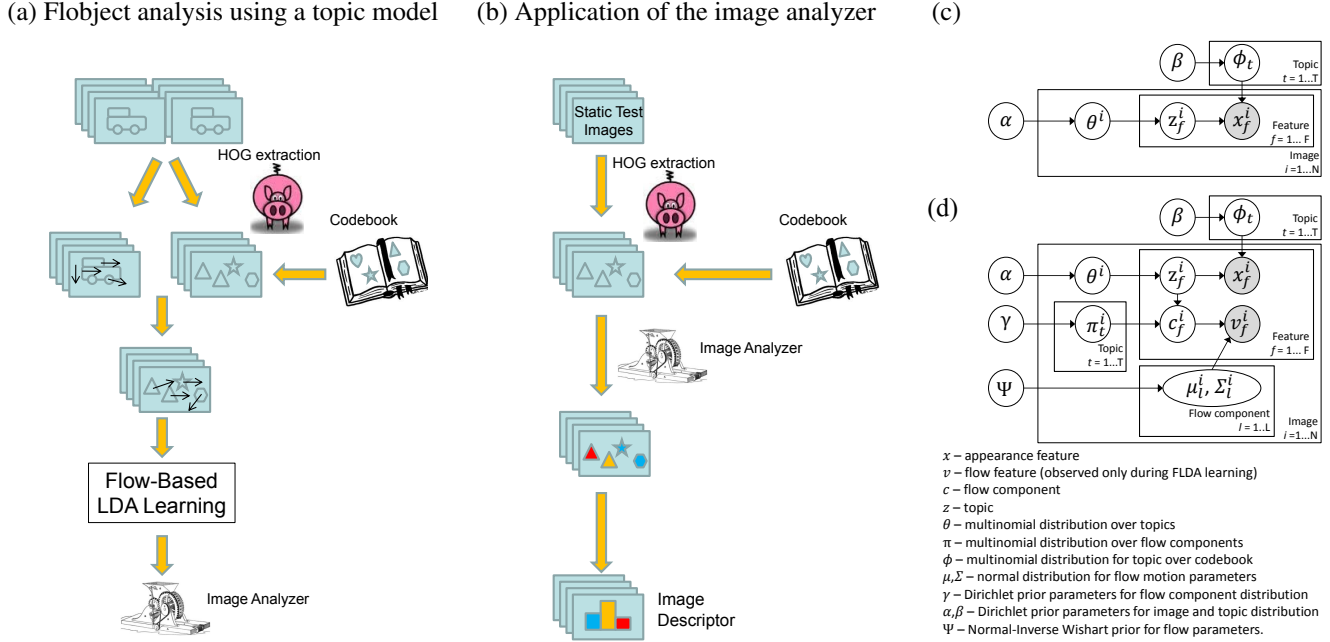 (a) Flobject analysis using a topic model
HOG extraction
Codebook
Flow-Based
LDA Learning
Image Analyzer
(b) Application of the image analyzer
Static Test
Images
HOG extraction
Codebook
Image Analyzer
Image
Descriptor
(c)
β
ϕ_t
Topic
t = 1...T
α
θ^i
z_f^i
x_f^i
Feature
f = 1... F
Image
i =1...N
(d)
β
ϕ_t
Topic
t = 1...T
α
θ^i
z_f^i
x_f^i
γ
π_t^i
c_f^i
v_f^i
Topic
t = 1...T
Feature
f = 1... F
Ψ
μ_l^i, Σ_l^i
Flow component
l = 1..L
Image
i =1...N
x – appearance feature
v – flow feature (observed only during FLDA learning)
c – flow component
z – topic
θ – multinomial distribution over topics
π – multinomial distribution over flow components
ϕ – multinomial distribution for topic over codebook
μ,Σ – normal distribution for flow motion parameters
γ – Dirichlet prior parameters for flow component distribution
α,β – Dirichlet prior parameters for image and topic distribution
Ψ – Normal-Inverse Wishart prior for flow parameters.